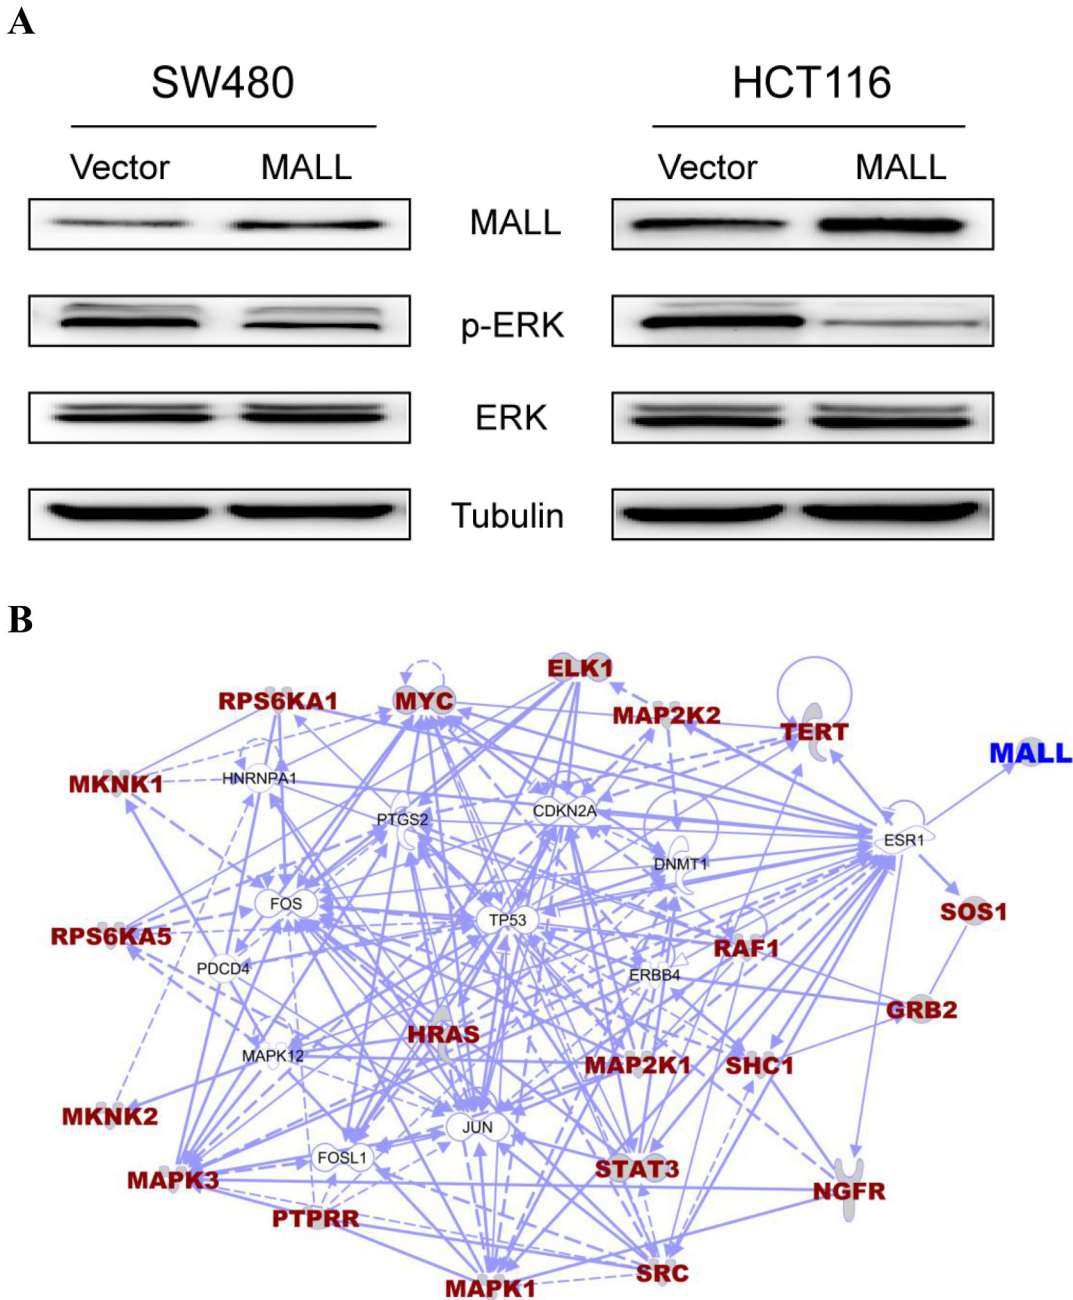 A
SW480 HCT116
Vector MALL Vector MALL
MALL
p-ERK
ERK
Tubulin
B
ELK1
RPS6KA1 MYC
MAP2K2
TERT
MALL
HNRNPA1
MKNK1
CDKN2A
PTGS2
ESR1
DNMT1
FOS
SOS1
TP53
RPS6KA5
RAF1
PDCD4
ERBB4
GRB2
HRAS
MAPK12
MAP2K1 SHC1
MKNK2
JUN
FOSL1
STAT3
MAPK3
NGFR
PTPRR
SRC
MAPK1